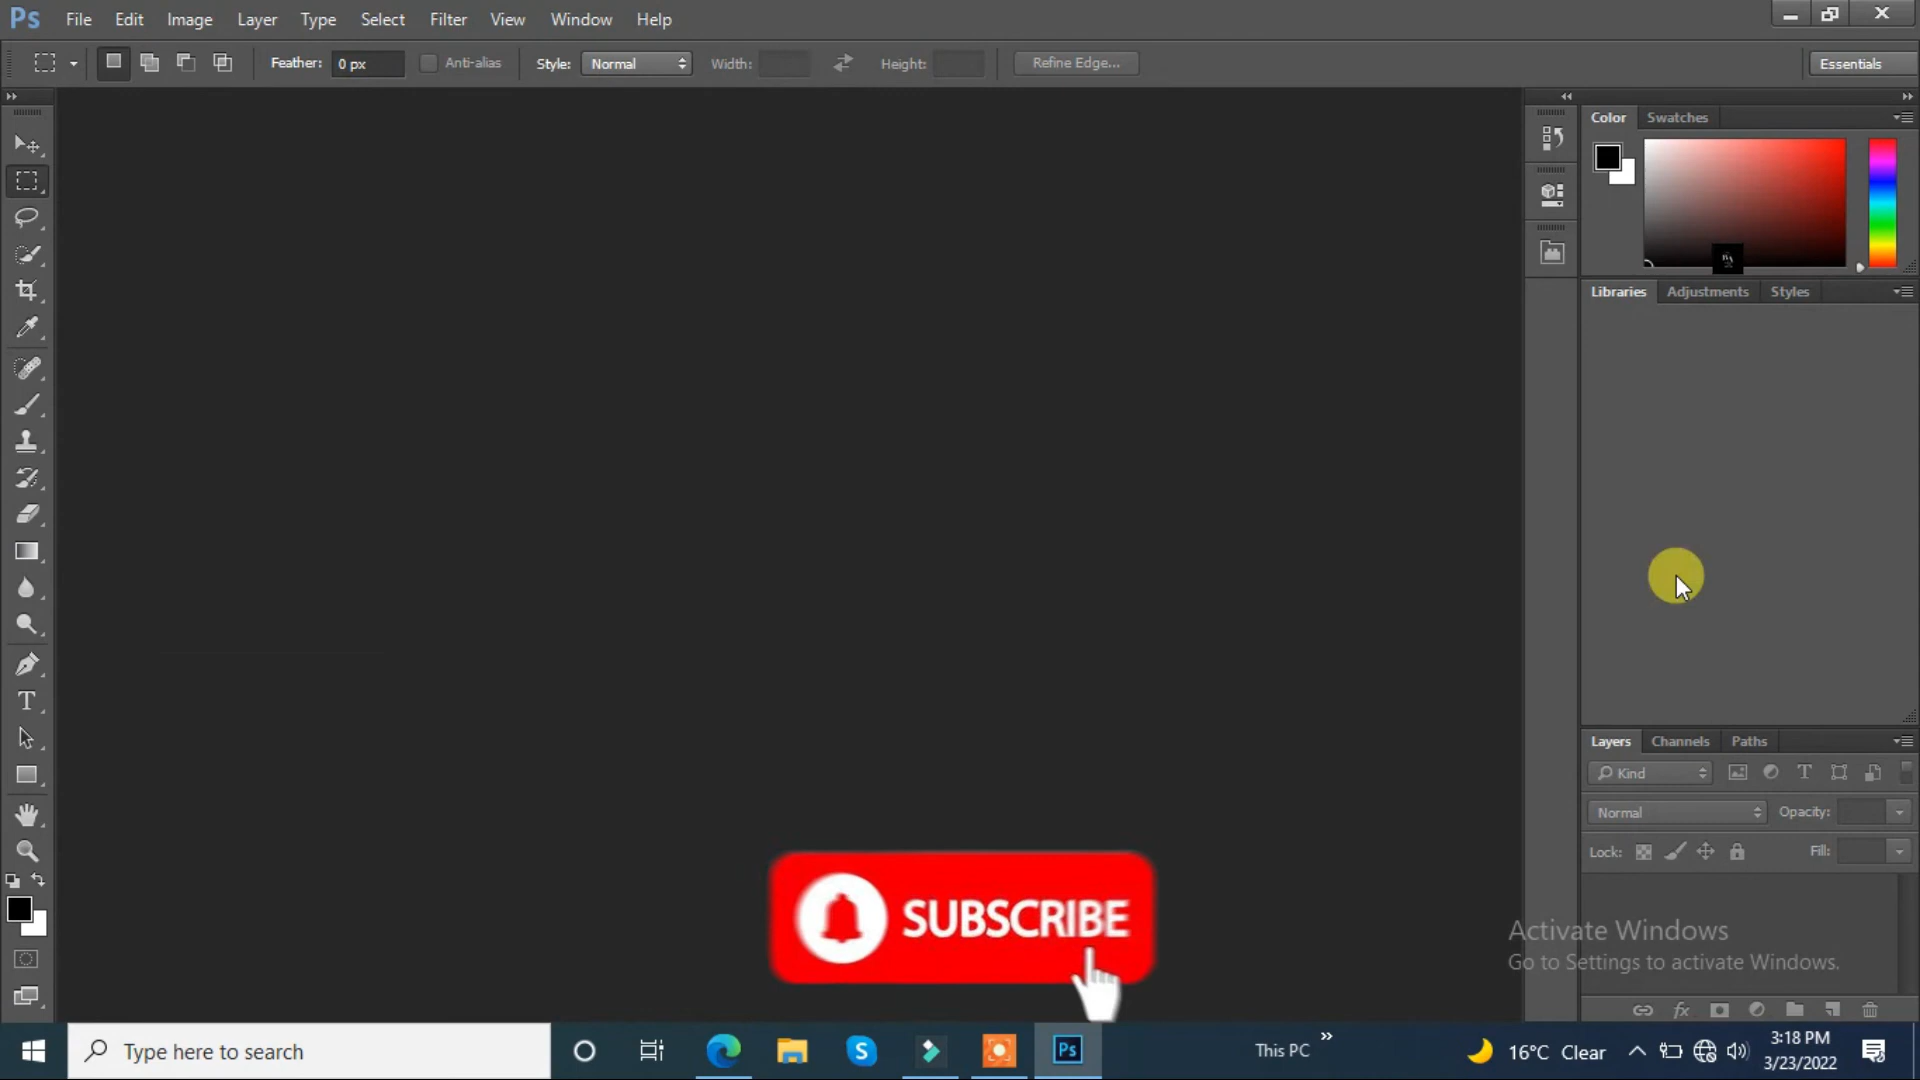 Ps File Edit Image Layer Type Select Filter View Window Help
Feather: 0 px Anti-alias Style: Normal Width: Height: Refine Edge... Essentials
Color Swatches
Libraries Adjustments Styles
T
Layers Channels Paths
Kind T
Normal Opacity:
Lock: Fill:
SUBSCRIBE
Activate Windows
Go to Settings to activate Windows.
fx
Type here to search
S
Ps
This PC
16°C Clear
3:18 PM
3/23/2022